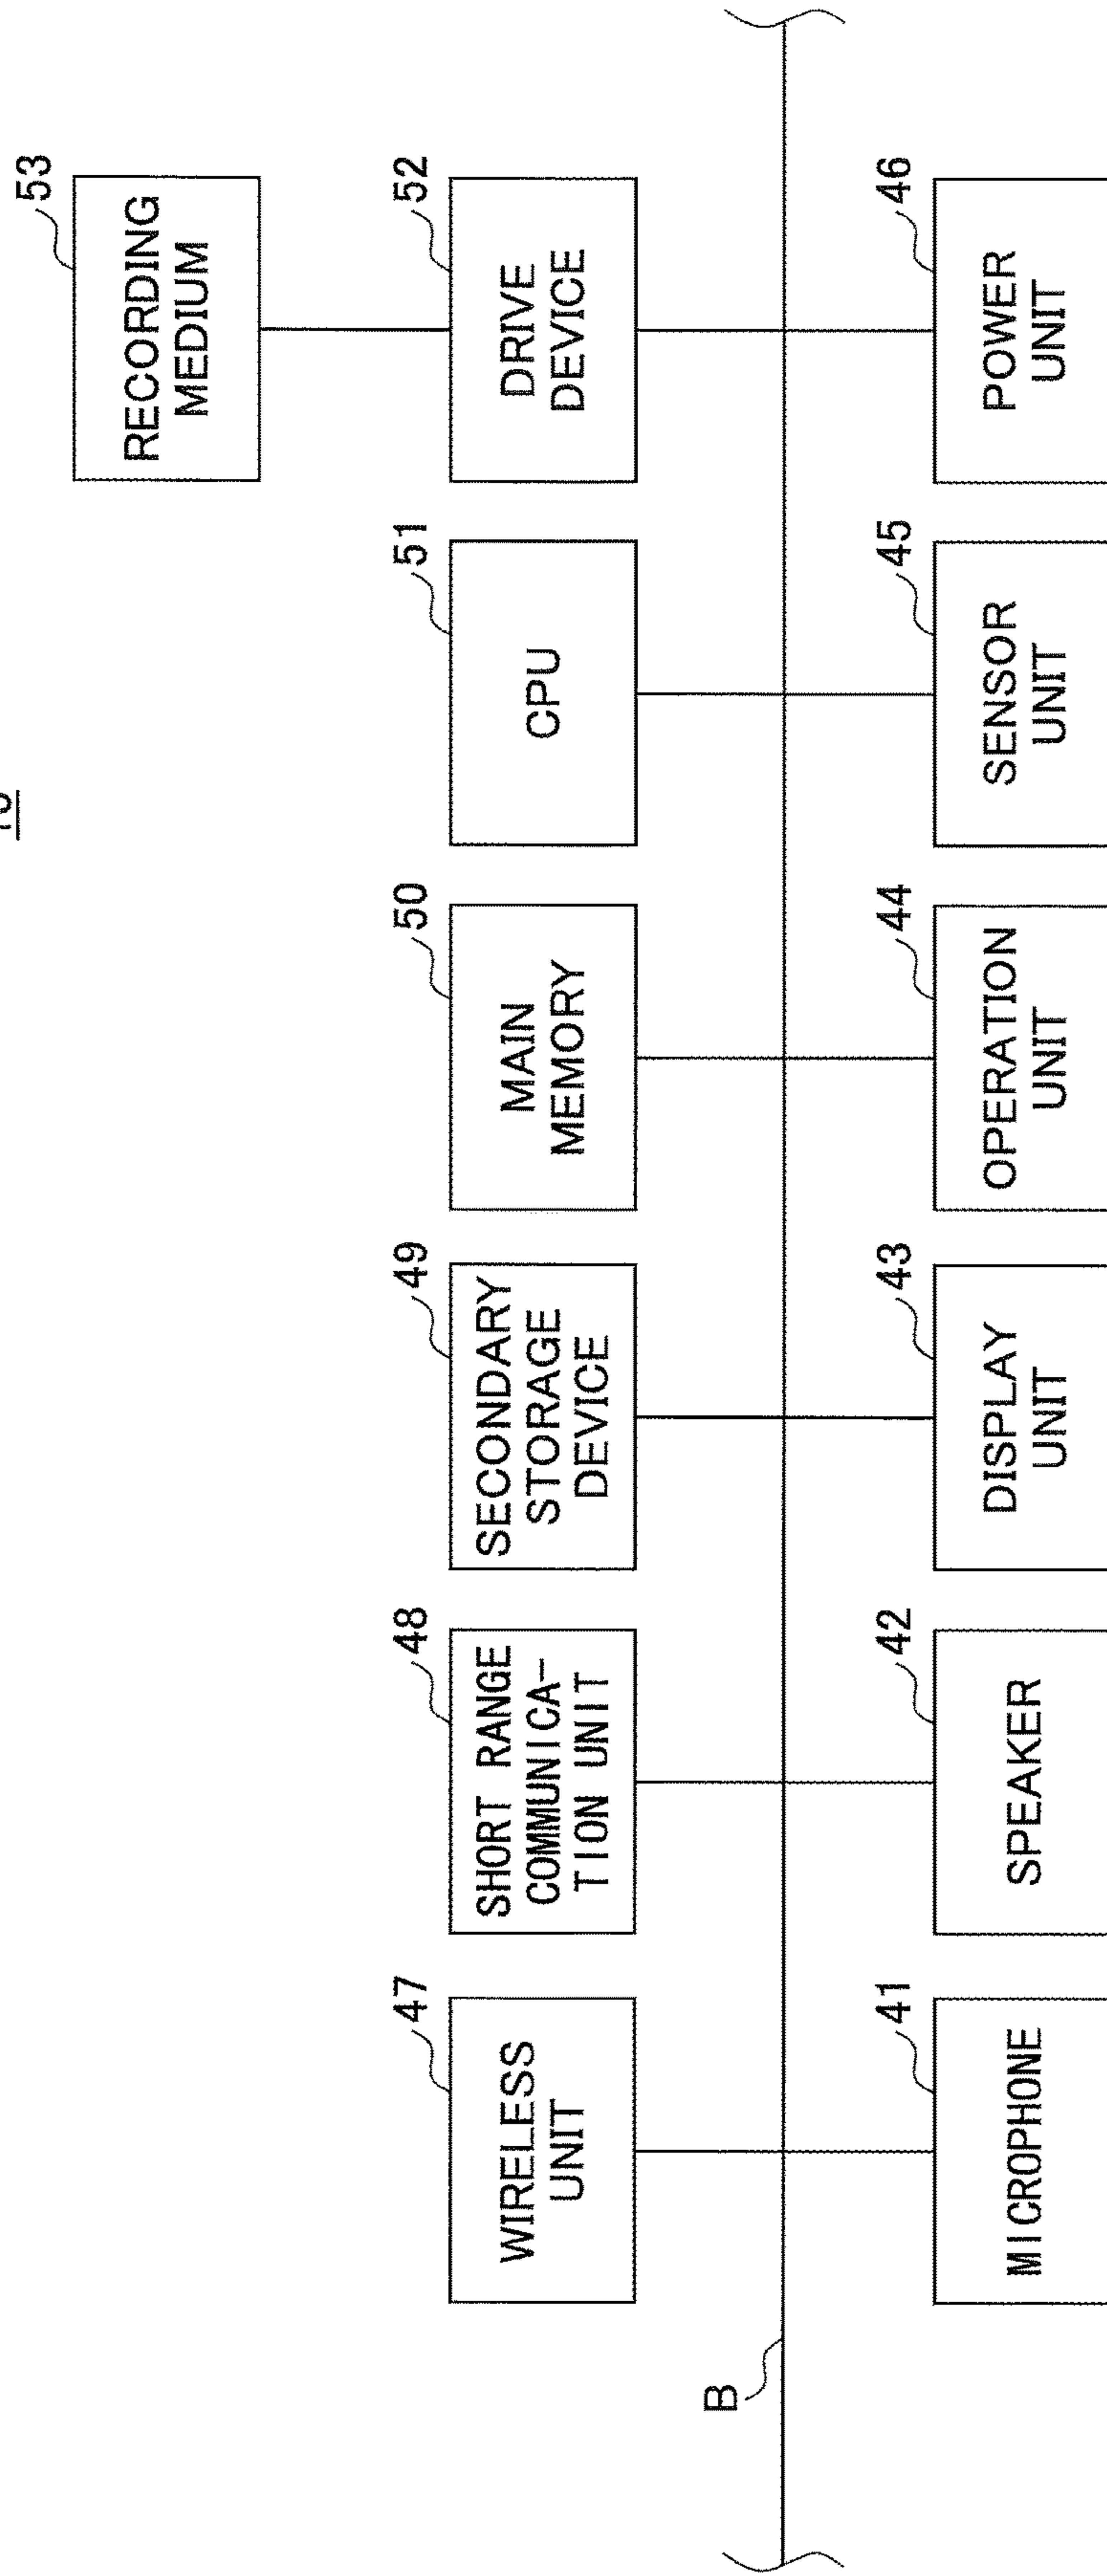 53
RECORDING
MEDIUM
47
WIRELESS
UNIT
48
SHORT RANGE
COMMUNICA-
TION UNIT
49
SECONDARY
STORAGE
DEVICE
50
MAIN
MEMORY
51
CPU
52
DRIVE
DEVICE
B
41
MICROPHONE
42
SPEAKER
43
DISPLAY
UNIT
44
OPERATION
UNIT
45
SENSOR
UNIT
46
POWER
UNIT